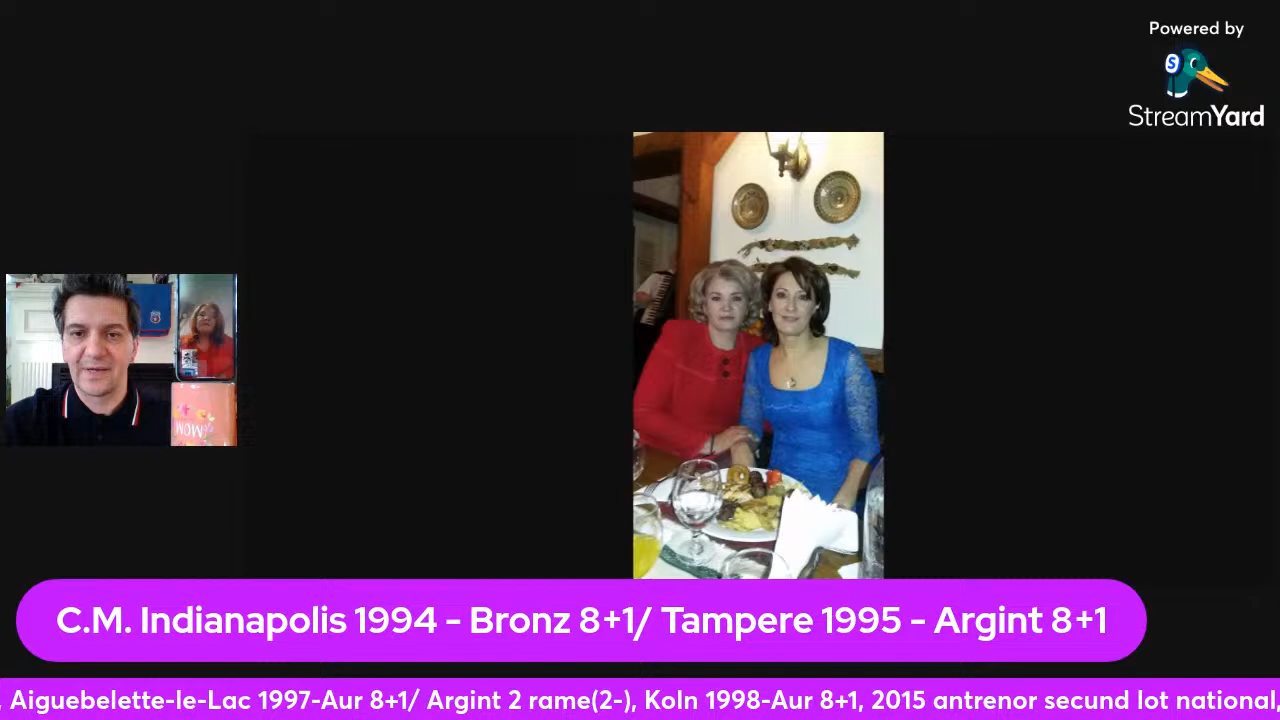 Powered by
S
StreamYard
MOM
C.M. Indianapolis 1994 - Bronz 8+1/ Tampere 1995 - Argint 8+1
, Aiguebelette-le-Lac 1997-Aur 8+1/ Argint 2 rame(2-), Koln 1998-Aur 8+1, 2015 antrenor secund lot national,